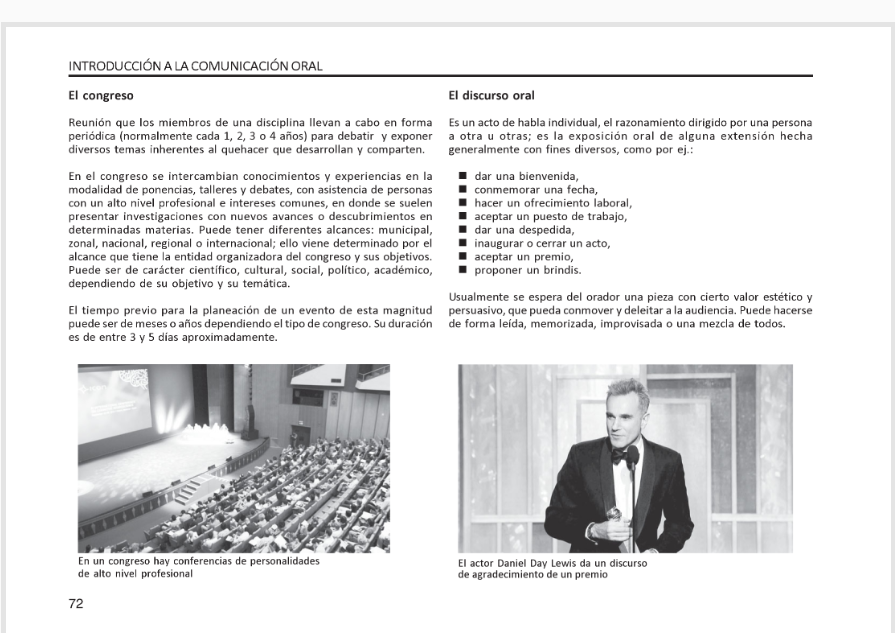 INTRODUCCIÓN A LA COMUNICACIÓN ORAL
El congreso
Reunión que los miembros de una disciplina llevan a cabo en forma
periódica (normalmente cada 1, 2, 3 o 4 años) para debatir y exponer
diversos temas inherentes al quehacer que desarrollan y comparten.
En el congreso se intercambian conocimientos y experiencias en la
modalidad de ponencias, talleres y debates, con asistencia de personas
con un alto nivel profesional e intereses comunes, en donde se suelen
presentar investigaciones con nuevos avances o descubrimientos en
determinadas materias. Puede tener diferentes alcances: municipal,
zonal, nacional, regional o internacional; ello viene determinado por el
alcance que tiene la entidad organizadora del congreso y sus objetivos.
Puede ser de carácter científico, cultural, social, político, académico,
dependiendo de su objetivo y su temática.
El tiempo previo para la planeación de un evento de esta magnitud
puede ser de meses o años dependiendo el tipo de congreso. Su duración
es de entre 3 y 5 días aproximadamente.
En un congreso hay conferencias de personalidades
de alto nivel profesional
El discurso oral
Es un acto de habla individual, el razonamiento dirigido por una persona
a otra u otras; es la exposición oral de alguna extensión hecha
generalmente con fines diversos, como por ej.:
■ dar una bienvenida,
■ conmemorar una fecha,
■ hacer un ofrecimiento laboral,
■ aceptar un puesto de trabajo,
■ dar una despedida,
■ inaugurar o cerrar un acto,
■ aceptar un premio,
■ proponer un brindis.
Usualmente se espera del orador una pieza con cierto valor estético y
persuasivo, que pueda conmover y deleitar a la audiencia. Puede hacerse
de forma leída, memorizada, improvisada o una mezcla de todos.
El actor Daniel Day Lewis da un discurso
de agradecimiento de un premio
72